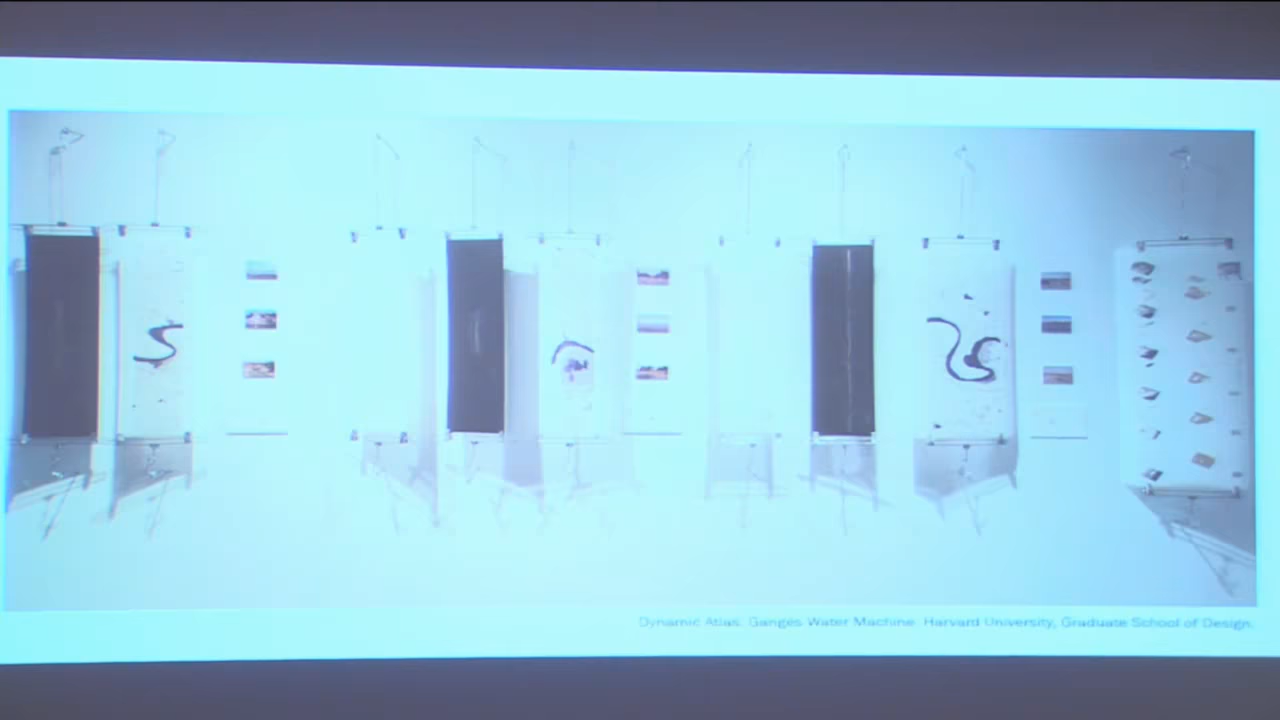 Dynamic Atlas. Ganges Water Machine. Harvard University, Graduate School of Design.